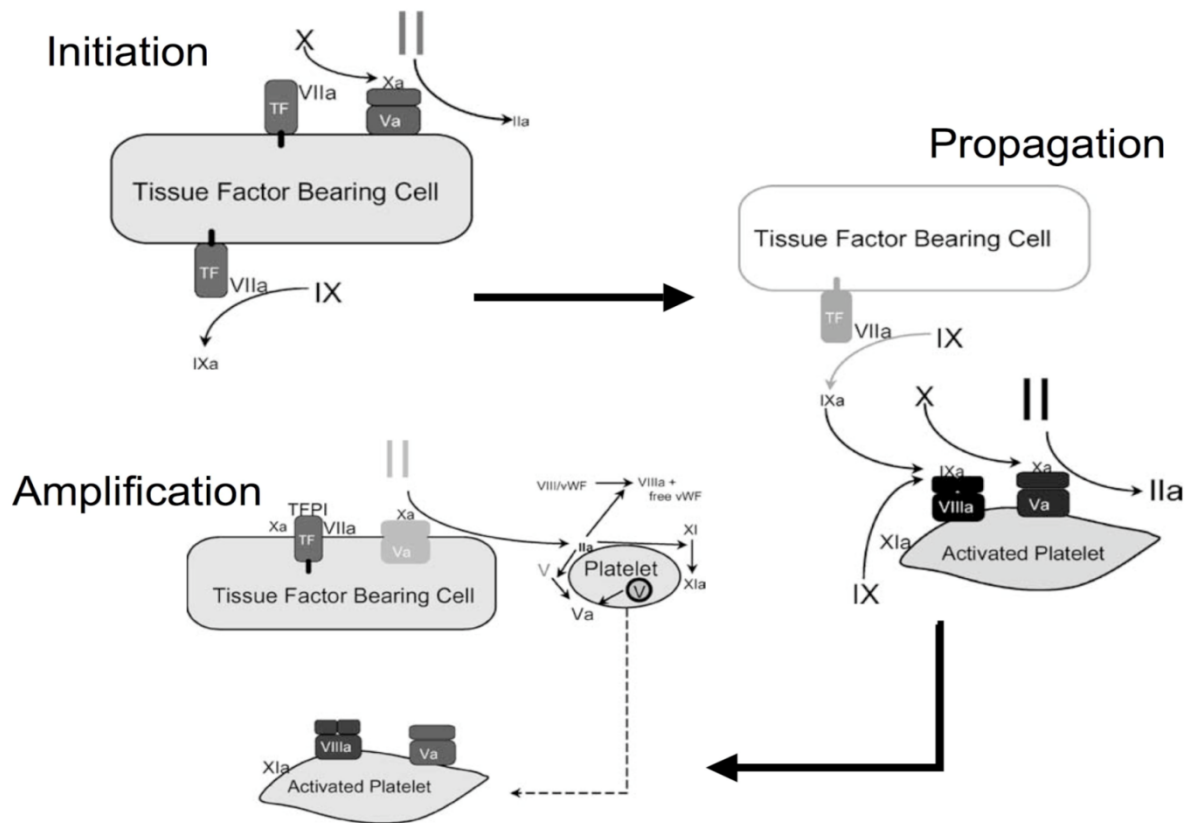 Initiation
X
II
Xa
VIIa
TF
Va
IIa
Tissue Factor Bearing Cell
TF
VIIa
IX
IXa
Propagation
Tissue Factor Bearing Cell
TF
VIIa
IX
IXa
X
II
IXa
Xa
IIa
VIIIa
Va
XIa
Activated Platelet
IX
Amplification
II
TFPI
Xa
VIIa
TF
Xa
Va
Tissue Factor Bearing Cell
VIII/vWF
VIIIa +
free vWF
XI
IIa
V
Platelet
V
XIa
Va
VIIIa
Va
XIa
Activated Platelet